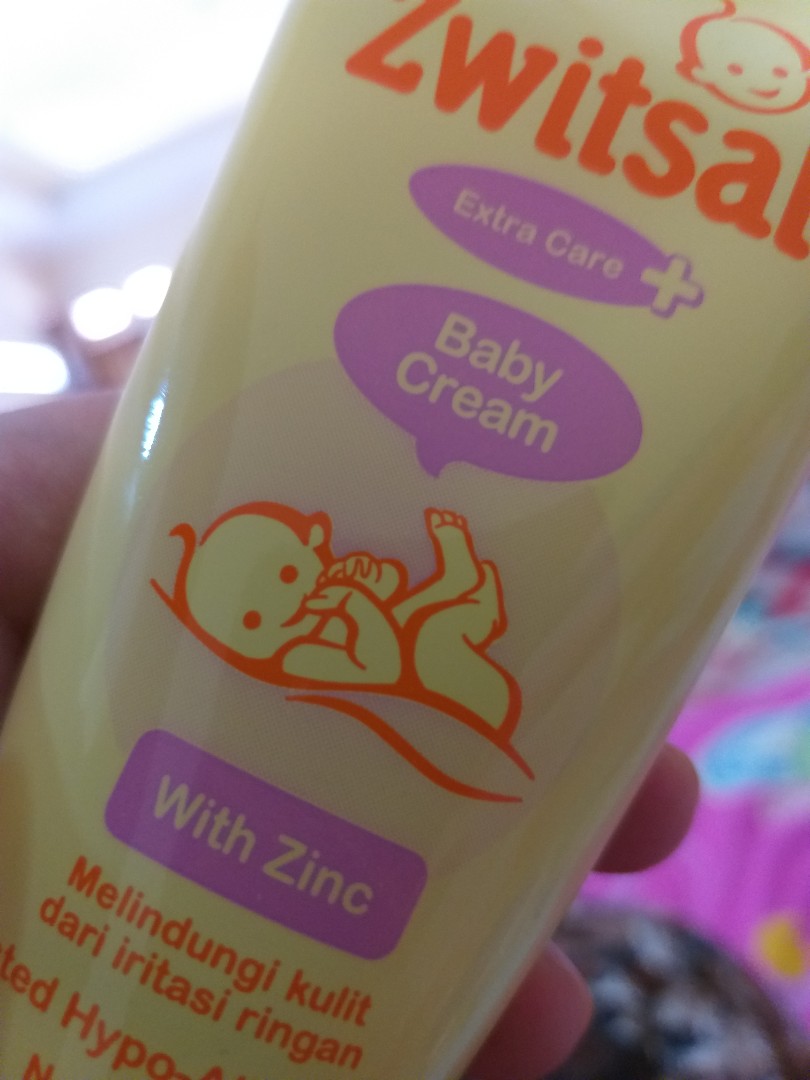 Zwitsal
Extra Care +
Baby
Cream
With Zinc
Melindungi kulit
dari iritasi ringan